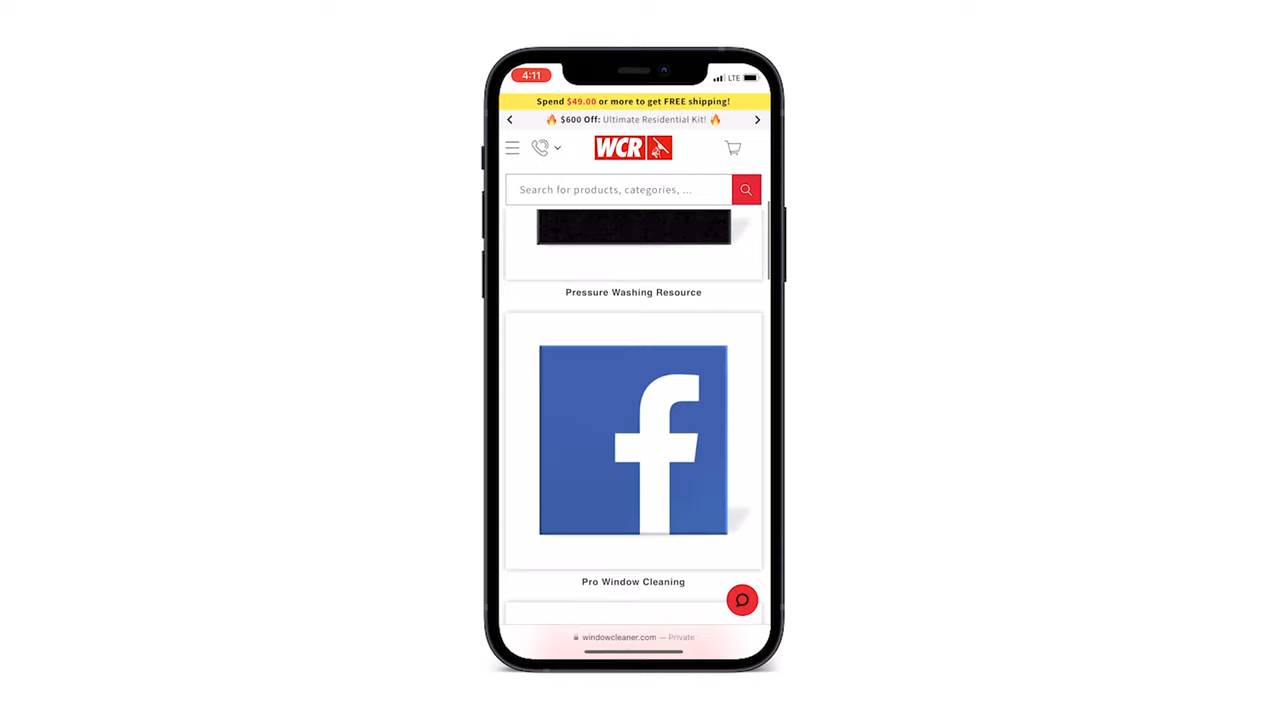 4:11
LTE
Spend $49.00 or more to get FREE shipping!
🔥 $600 Off: Ultimate Residential Kit! 🔥
WCR
Search for products, categories, ...
Pressure Washing Resource
f
Pro Window Cleaning
windowcleaner.com — Private